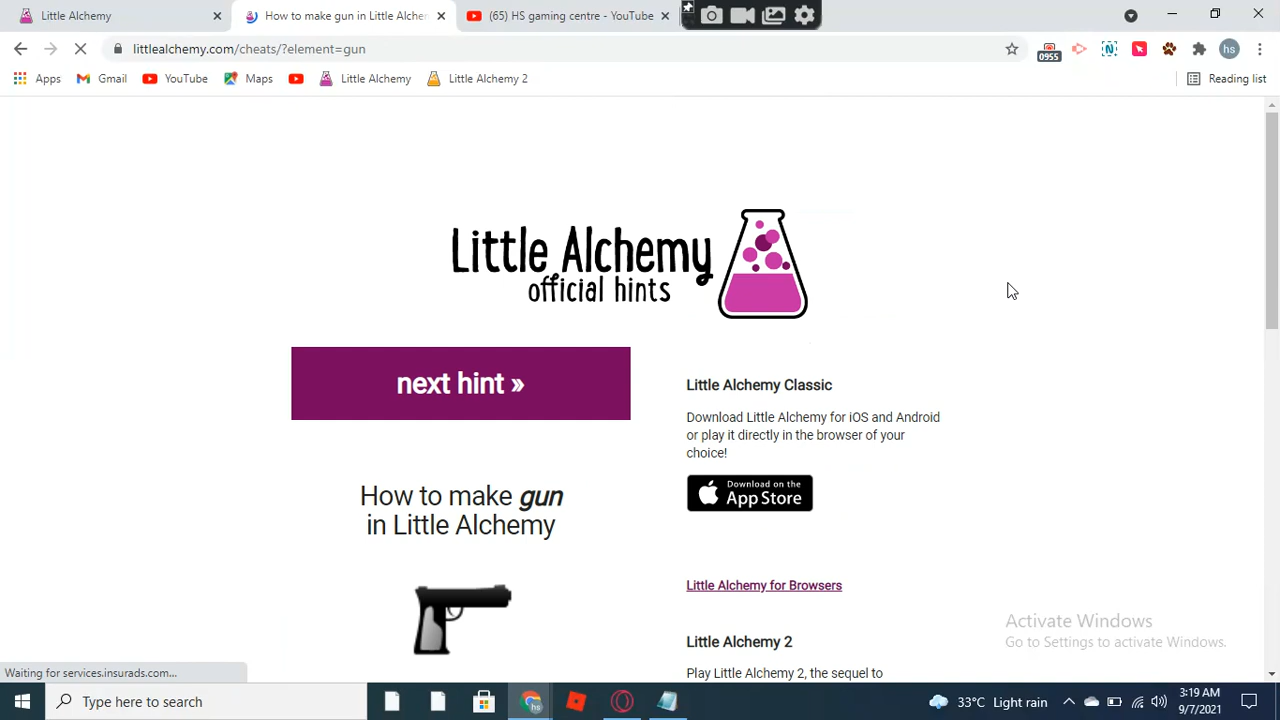 Little Alchemy
How to make gun in Little Alchem
(65) HS gaming centre - YouTube
littlealchemy.com/cheats/?element=gun
0955
hs
Apps
Gmail
YouTube
Maps
Little Alchemy
Little Alchemy 2
Reading list
Little Alchemy
official hints
next hint »
How to make gun
in Little Alchemy
Little Alchemy Classic
Download Little Alchemy for iOS and Android
or play it directly in the browser of your
choice!
Download on the
App Store
Little Alchemy for Browsers
Little Alchemy 2
Play Little Alchemy 2, the sequel to
Activate Windows
Go to Settings to activate Windows.
Waiting for services.insurads.com...
Type here to search
hs
33°C Light rain
3:19 AM
9/7/2021